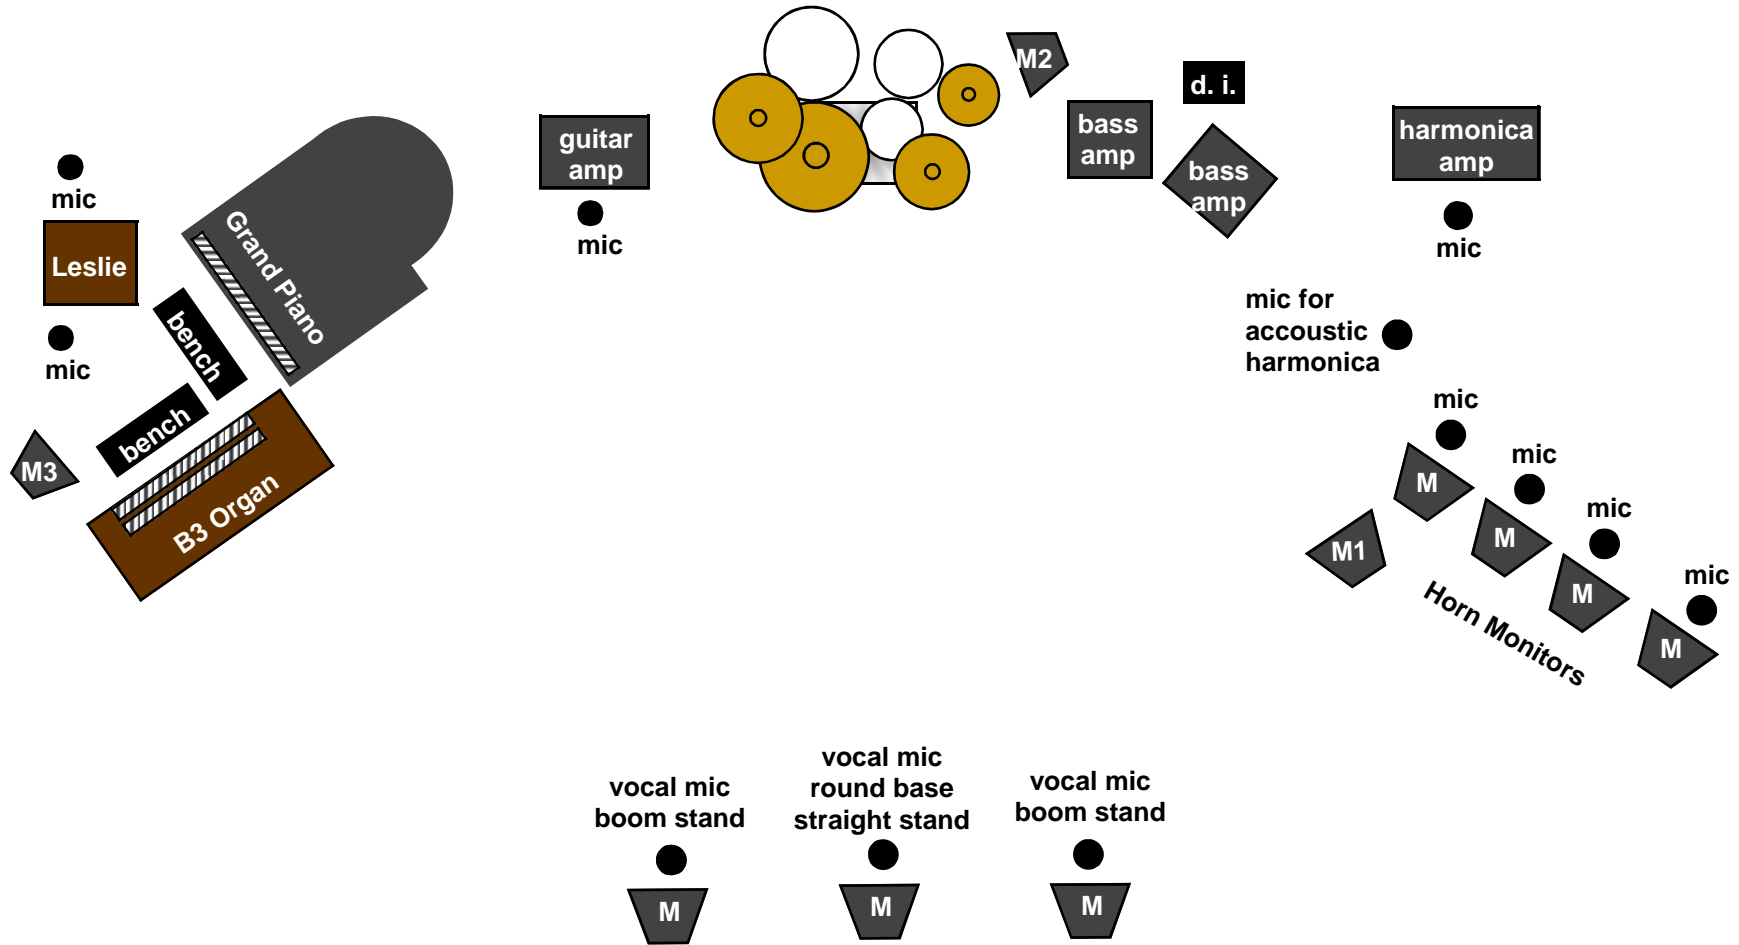 M2
d. i.
bass
amp
bass
amp
harmonica
amp
mic
guitar
amp
mic
mic
Leslie
mic
Grand Piano
bench
bench
M3
B3 Organ
mic for
accoustic
harmonica
mic
M
mic
M
mic
M
mic
M
M1
Horn Monitors
vocal mic
boom stand
M
vocal mic
round base
straight stand
M
vocal mic
boom stand
M